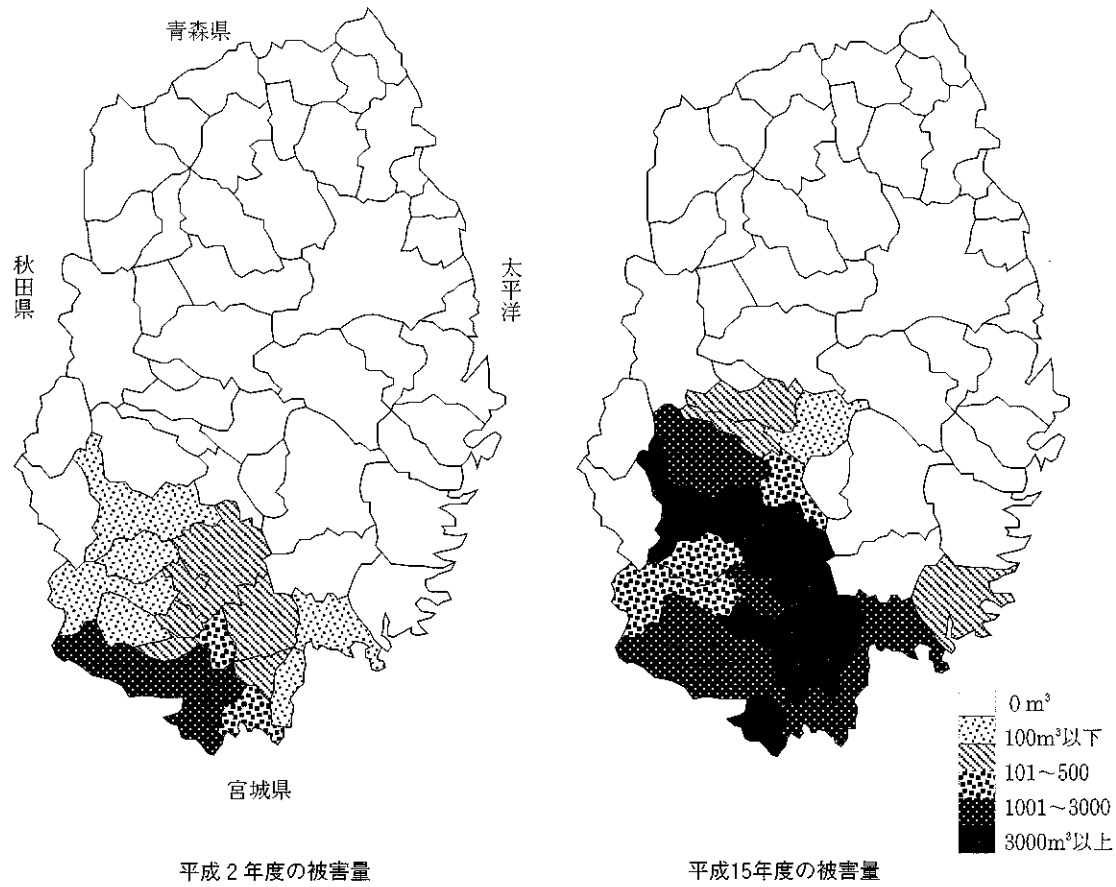 青森県
秋田県
太平洋
宮城県
0m³
100m³以下
101〜500
1001〜3000
3000m³以上
平成2年度の被害量
平成15年度の被害量